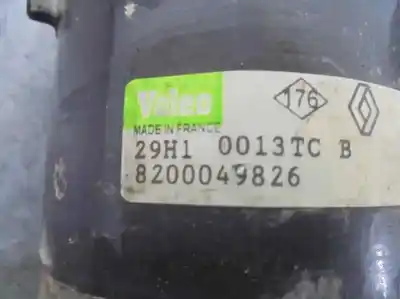 Valeo
176
MADE IN FRANCE
29H1 0013TC B
8200049826